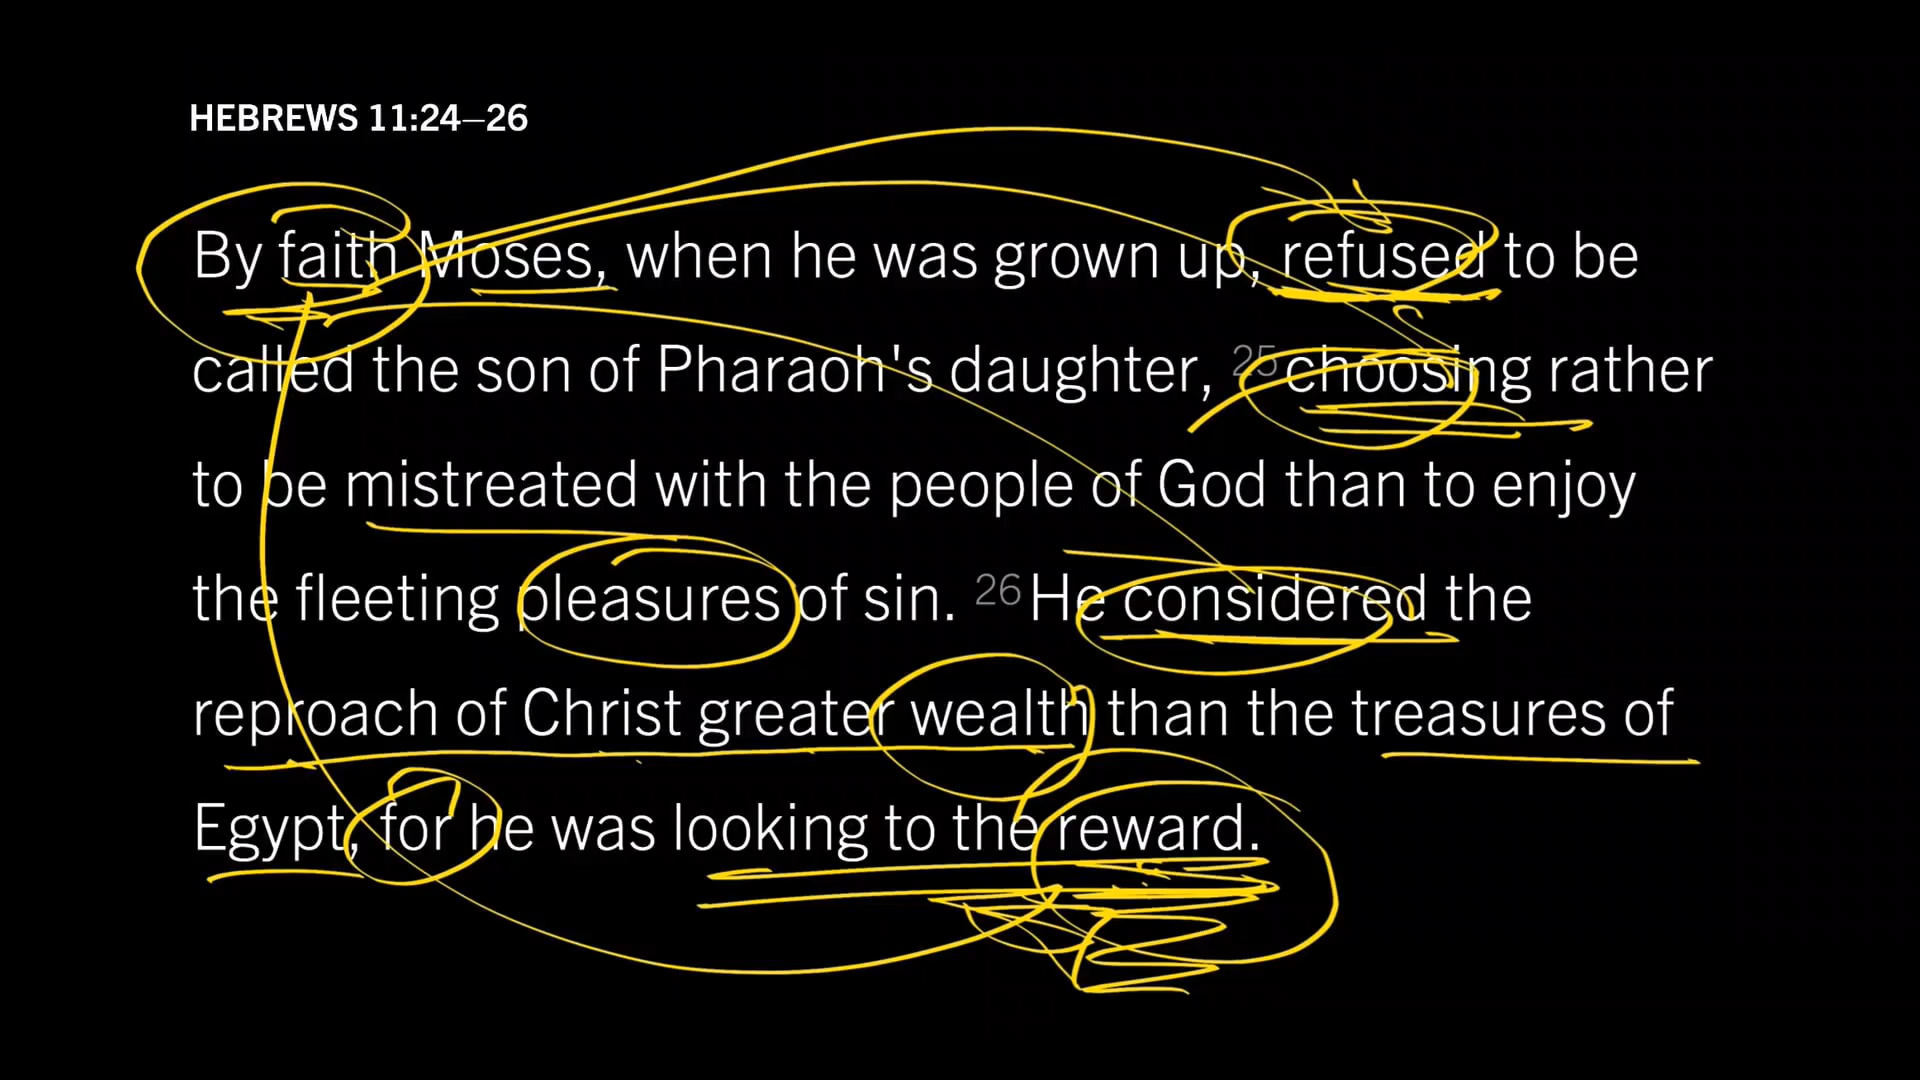 HEBREWS 11:24–26
By faith Moses, when he was grown up, refused to be
called the son of Pharaoh's daughter, 25 choosing rather
to be mistreated with the people of God than to enjoy
the fleeting pleasures of sin. 26 He considered the
reproach of Christ greater wealth than the treasures of
Egypt, for he was looking to the reward.